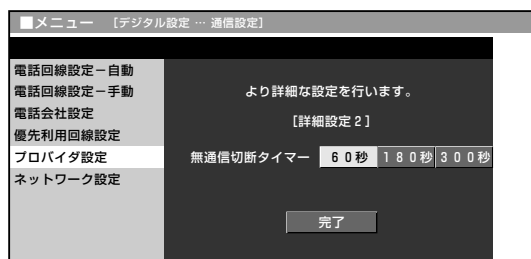 ■メニュー [デジタル設定 … 通信設定]
電話回線設定－自動
電話回線設定－手動
電話会社設定
優先利用回線設定
プロバイダ設定
ネットワーク設定
より詳細な設定を行います。
[詳細設定２]
無通信切断タイマー ６０秒 １８０秒 ３００秒
完了